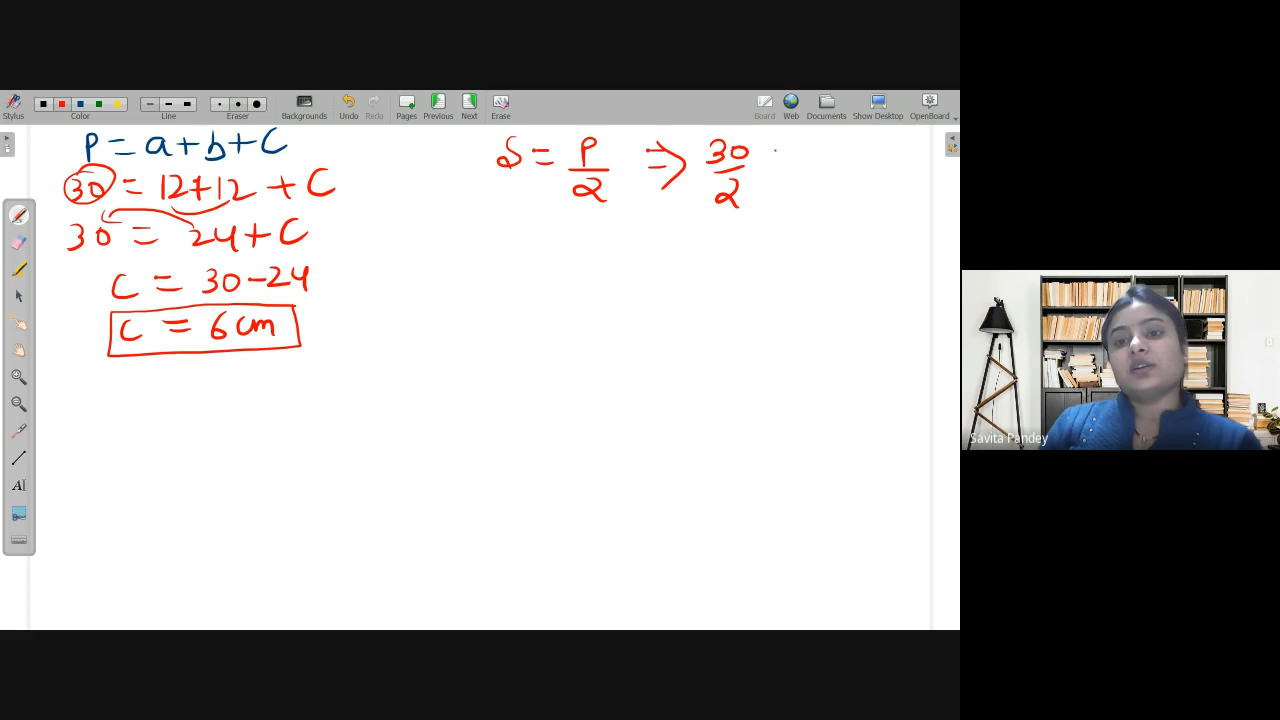 Stylus Color Line Eraser Backgrounds Undo Redo Pages Previous Next Erase Board Web Documents Show Desktop OpenBoard
P = a + b + C
30 = 12 + 12 + C
30 = 24 + C
C = 30 - 24
C = 6 cm
S = P/2 ⇒ 30/2
Savita Pandey